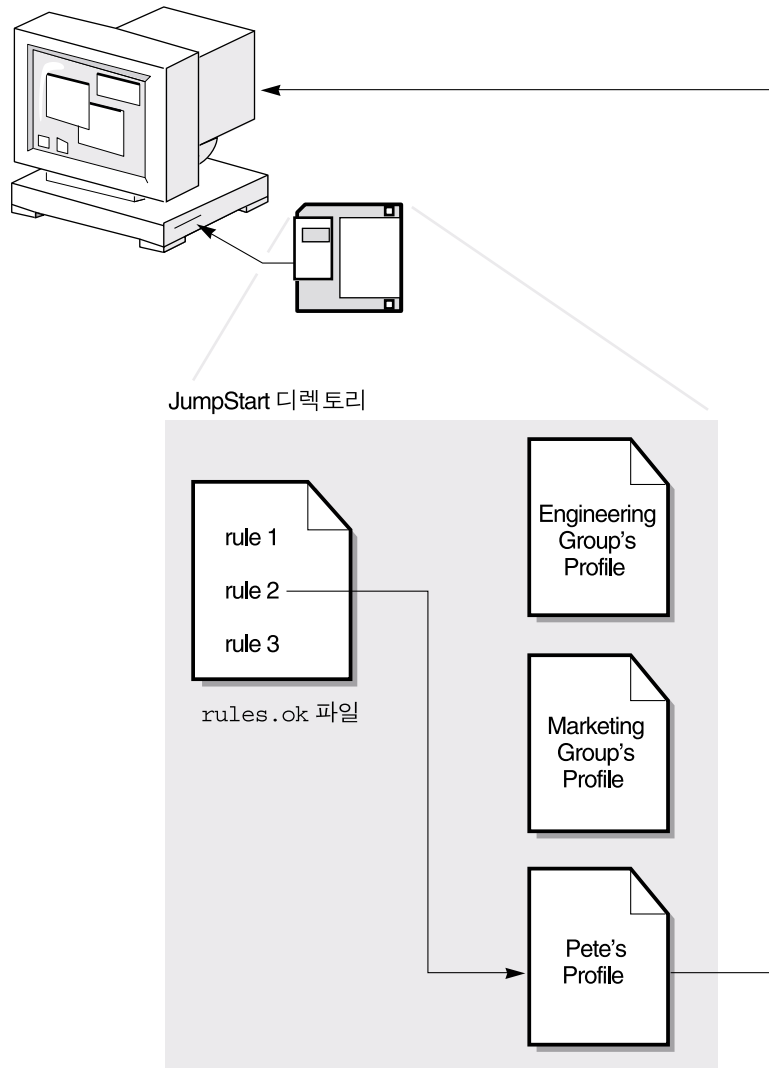 JumpStart 디렉토리
rule 1
rule 2
rule 3
rules.ok 파일
Engineering
Group's
Profile
Marketing
Group's
Profile
Pete's
Profile